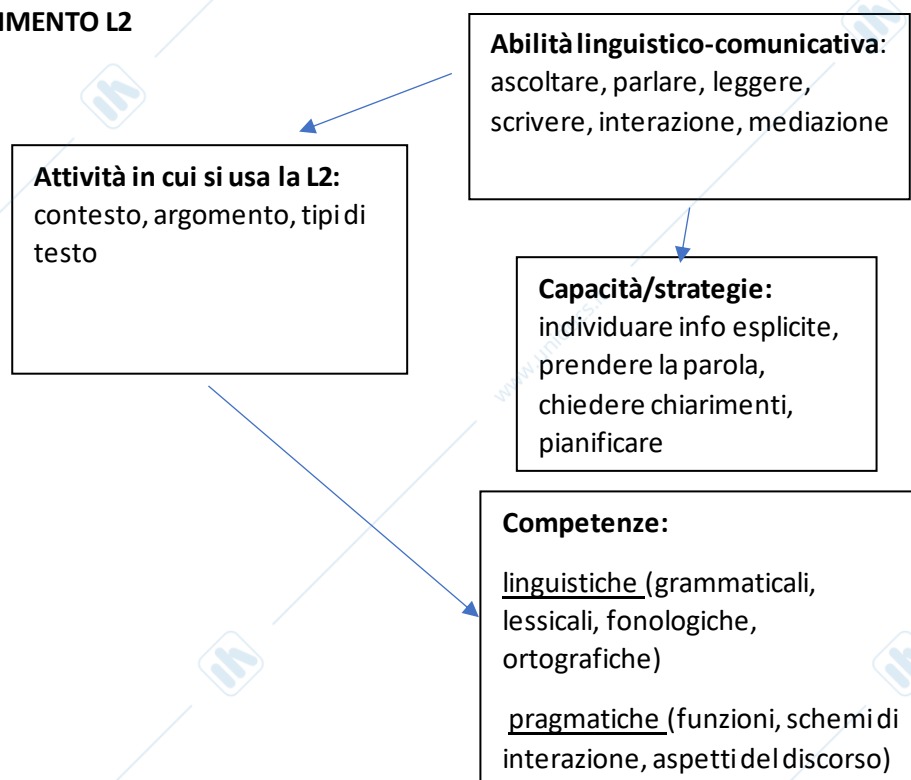 IMENTO L2
Abilità linguistico-comunicativa:
ascoltare, parlare, leggere,
scrivere, interazione, mediazione
Attività in cui si usa la L2:
contesto, argomento, tipi di
testo
Capacità/strategie:
individuare info esplicite,
prendere la parola,
chiedere chiarimenti,
pianificare
Competenze:
linguistiche (grammaticali,
lessicali, fonologiche,
ortografiche)
pragmatiche (funzioni, schemi di
interazione, aspetti del discorso)